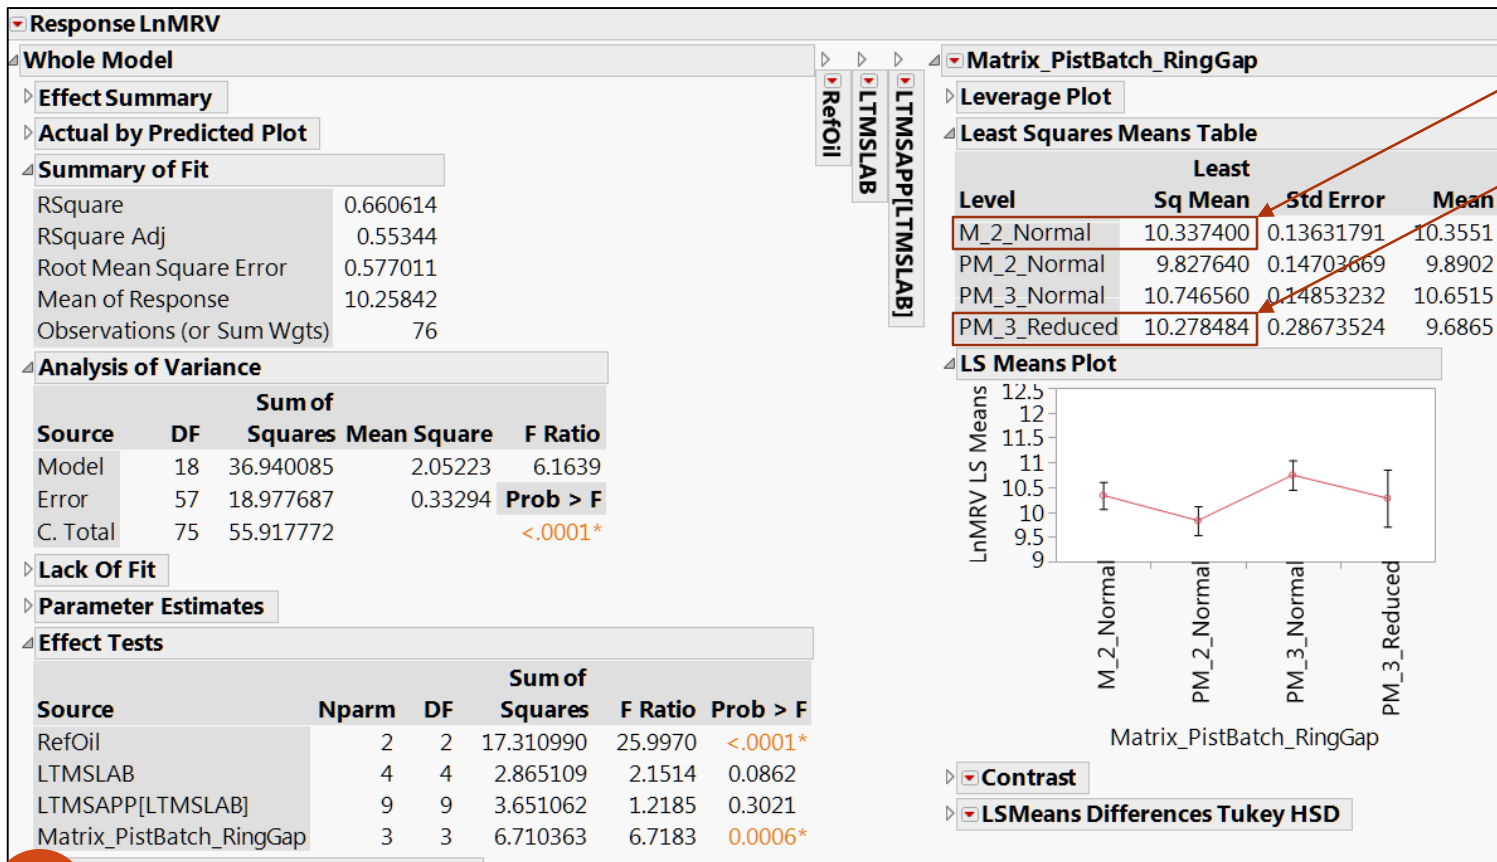 Response LnMRV
Whole Model
Effect Summary
Actual by Predicted Plot
Summary of Fit
RSquare 0.660614
RSquare Adj 0.55344
Root Mean Square Error 0.577011
Mean of Response 10.25842
Observations (or Sum Wgts) 76
Analysis of Variance
Sum of
Source DF Squares Mean Square F Ratio
Model 18 36.940085 2.05223 6.1639
Error 57 18.977687 0.33294 Prob > F
C. Total 75 55.917772 <.0001*
Lack Of Fit
Parameter Estimates
Effect Tests
Sum of
Source Nparm DF Squares F Ratio Prob > F
RefOil 2 2 17.310990 25.9970 <.0001*
LTMSLAB 4 4 2.865109 2.1514 0.0862
LTMSAPP[LTMSLAB] 9 9 3.651062 1.2185 0.3021
Matrix_PistBatch_RingGap 3 3 6.710363 6.7183 0.0006*
RefOil
LTMSLAB
LTMSAPP[LTMSLAB]
Matrix_PistBatch_RingGap
Leverage Plot
Least Squares Means Table
Least
Level Sq Mean Std Error Mean
M_2_Normal 10.337400 0.13631791 10.3551
PM_2_Normal 9.827640 0.14703669 9.8902
PM_3_Normal 10.746560 0.14853232 10.6515
PM_3_Reduced 10.278484 0.28673524 9.6865
LS Means Plot
LnMRV LS Means
12.5
12
11.5
11
10.5
10
9.5
9
M_2_Normal
PM_2_Normal
PM_3_Normal
PM_3_Reduced
Matrix_PistBatch_RingGap
Contrast
LSMeans Differences Tukey HSD